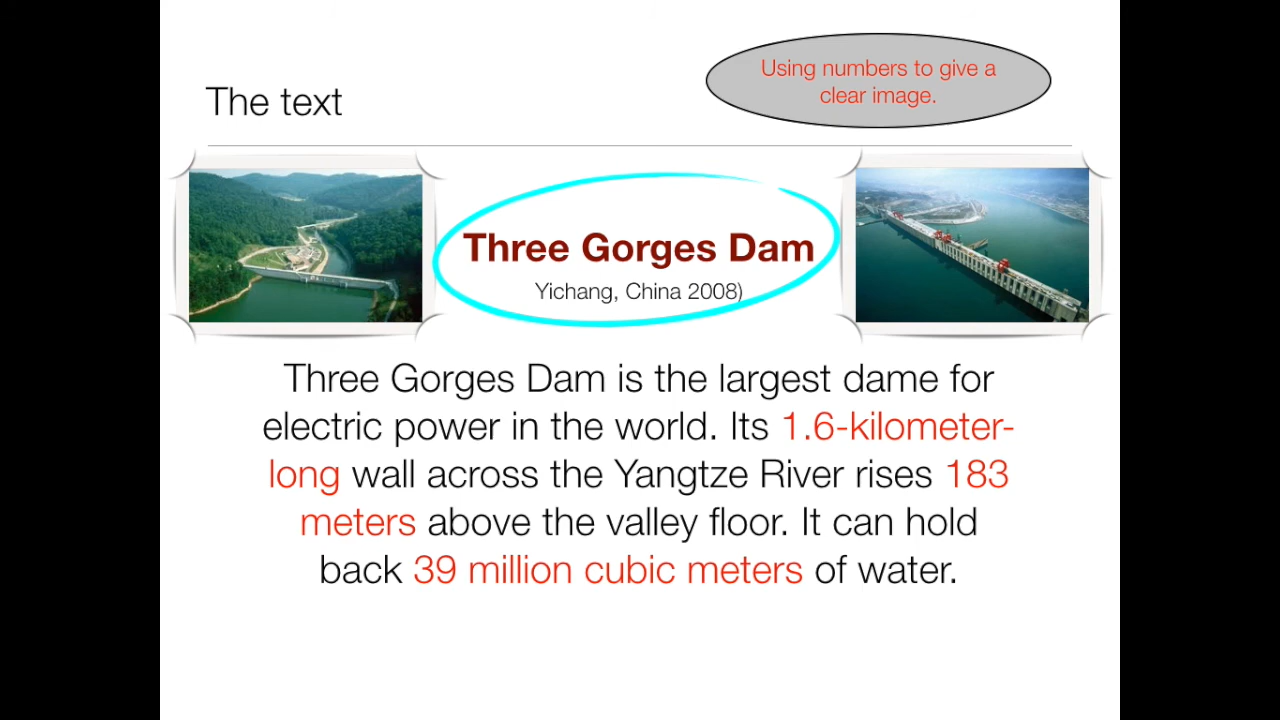 Using numbers to give a
clear image.
The text
Three Gorges Dam
Yichang, China 2008)
Three Gorges Dam is the largest dame for
electric power in the world. Its 1.6-kilometer-
long wall across the Yangtze River rises 183
meters above the valley floor. It can hold
back 39 million cubic meters of water.